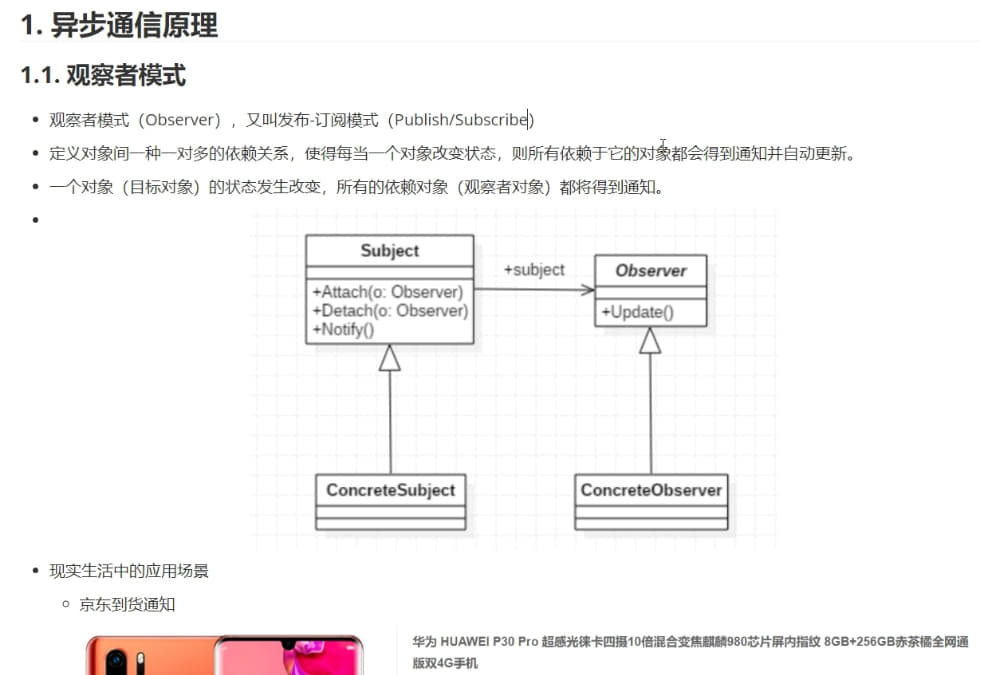 1. 异步通信原理
1.1. 观察者模式
观察者模式（Observer），又叫发布-订阅模式（Publish/Subscribe)
定义对象间一种一对多的依赖关系，使得每当一个对象改变状态，则所有依赖于它的对象都会得到通知并自动更新。
一个对象（目标对象）的状态发生改变，所有的依赖对象（观察者对象）都将得到通知。
Subject
+Attach(o: Observer)
+Detach(o: Observer)
+Notify()
+subject
Observer
+Update()
ConcreteSubject
ConcreteObserver
现实生活中的应用场景
京东到货通知
华为 HUAWEI P30 Pro 超感光徕卡四摄10倍混合变焦麒麟980芯片屏内指纹 8GB+256GB赤茶橘全网通
版双4G手机